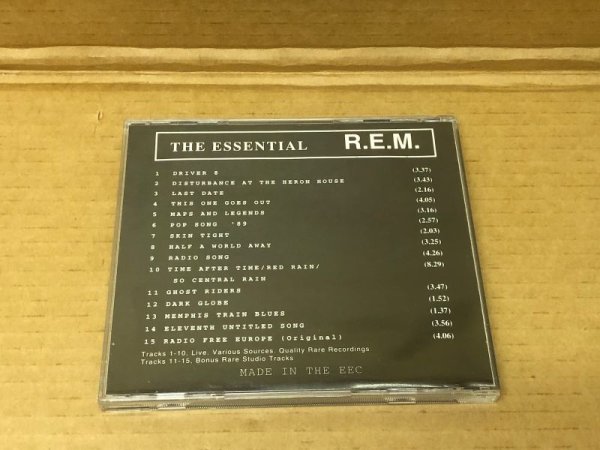 THE ESSENTIAL R.E.M.
1 DRIVER 8 (3.37)
2 DISTURBANCE AT THE HERON HOUSE (3.43)
3 LAST DATE (2.16)
4 THIS ONE GOES OUT (4.05)
5 MAPS AND LEGENDS (3.16)
6 POP SONG '89 (2.57)
7 SKIN TIGHT (2.03)
8 HALF A WORLD AWAY (3.25)
9 RADIO SONG (4.26)
10 TIME AFTER TIME/RED RAIN/ (8.29)
SO CENTRAL RAIN
11 GHOST RIDERS (3.47)
12 DARK GLOBE (1.52)
13 MEMPHIS TRAIN BLUES (1.37)
14 ELEVENTH UNTITLED SONG (3.56)
15 RADIO FREE EUROPE (Original) (4.06)
Tracks 1-10, Live. Various Sources. Quality Rare Recordings
Tracks 11-15, Bonus Rare Studio Tracks
MADE IN THE EEC